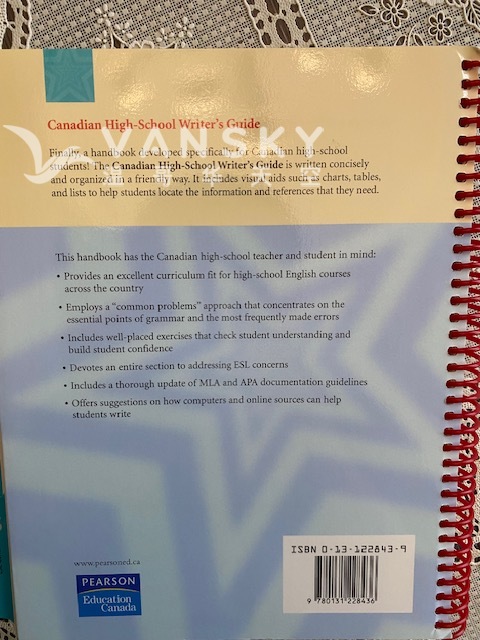 Canadian High-School Writer's Guide
VANSKY
Finally, a handbook developed specifically for Canadian high-school
students! The Canadian High-School Writer's Guide is written concisely
and organized in a friendly way. It includes visual aids such as charts, tables,
and lists to help students locate the information and references that they need.
This handbook has the Canadian high-school teacher and student in mind:
• Provides an excellent curriculum fit for high-school English courses
across the country
• Employs a "common problems" approach that concentrates on the
essential points of grammar and the most frequently made errors
• Includes well-placed exercises that check student understanding and
build student confidence
• Devotes an entire section to addressing ESL concerns
• Includes a thorough update of MLA and APA documentation guidelines
• Offers suggestions on how computers and online sources can help
students write
www.pearsoned.ca
PEARSON
Education
Canada
ISBN 0-13-122843-9
9 780131 228436